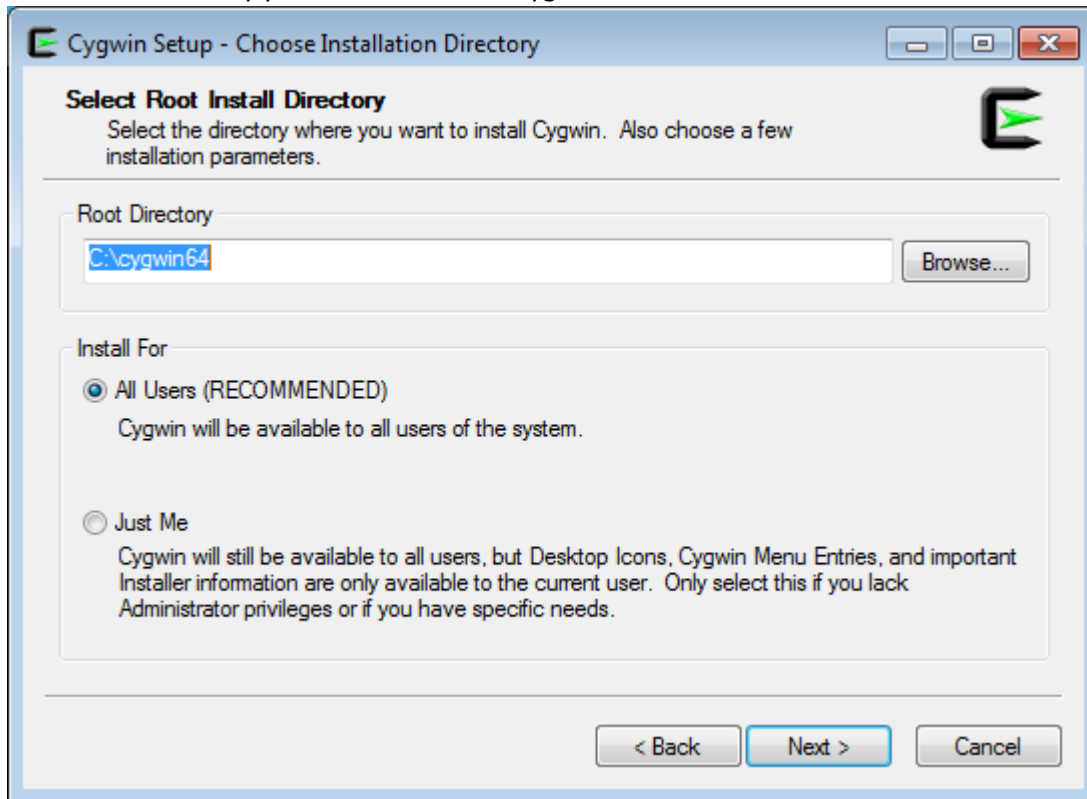 Cygwin Setup - Choose Installation Directory
Select Root Install Directory
Select the directory where you want to install Cygwin. Also choose a few
installation parameters.
Root Directory
C:\cygwin64
Browse...
Install For
All Users (RECOMMENDED)
Cygwin will be available to all users of the system.
Just Me
Cygwin will still be available to all users, but Desktop Icons, Cygwin Menu Entries, and important
Installer information are only available to the current user. Only select this if you lack
Administrator privileges or if you have specific needs.
< Back
Next >
Cancel